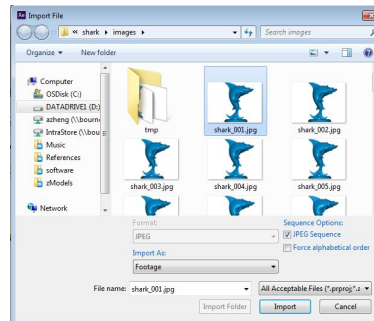 Ae Import File
« shark ▸ images ▸
Search images
Organize ▾ New folder
Computer
OSDisk (C:)
DATADRIVE1 (D:)
azheng (\\bourn
IntraStore (\\bou
Music
References
software
zModels
Network
tmp
shark_001.jpg
shark_002.jpg
shark_003.jpg
shark_004.jpg
shark_005.jpg
Format:
JPEG
Import As:
Footage
Sequence Options:
JPEG Sequence
Force alphabetical order
File name: shark_001.jpg
All Acceptable Files (*.prproj;*.a
Import Folder
Import
Cancel